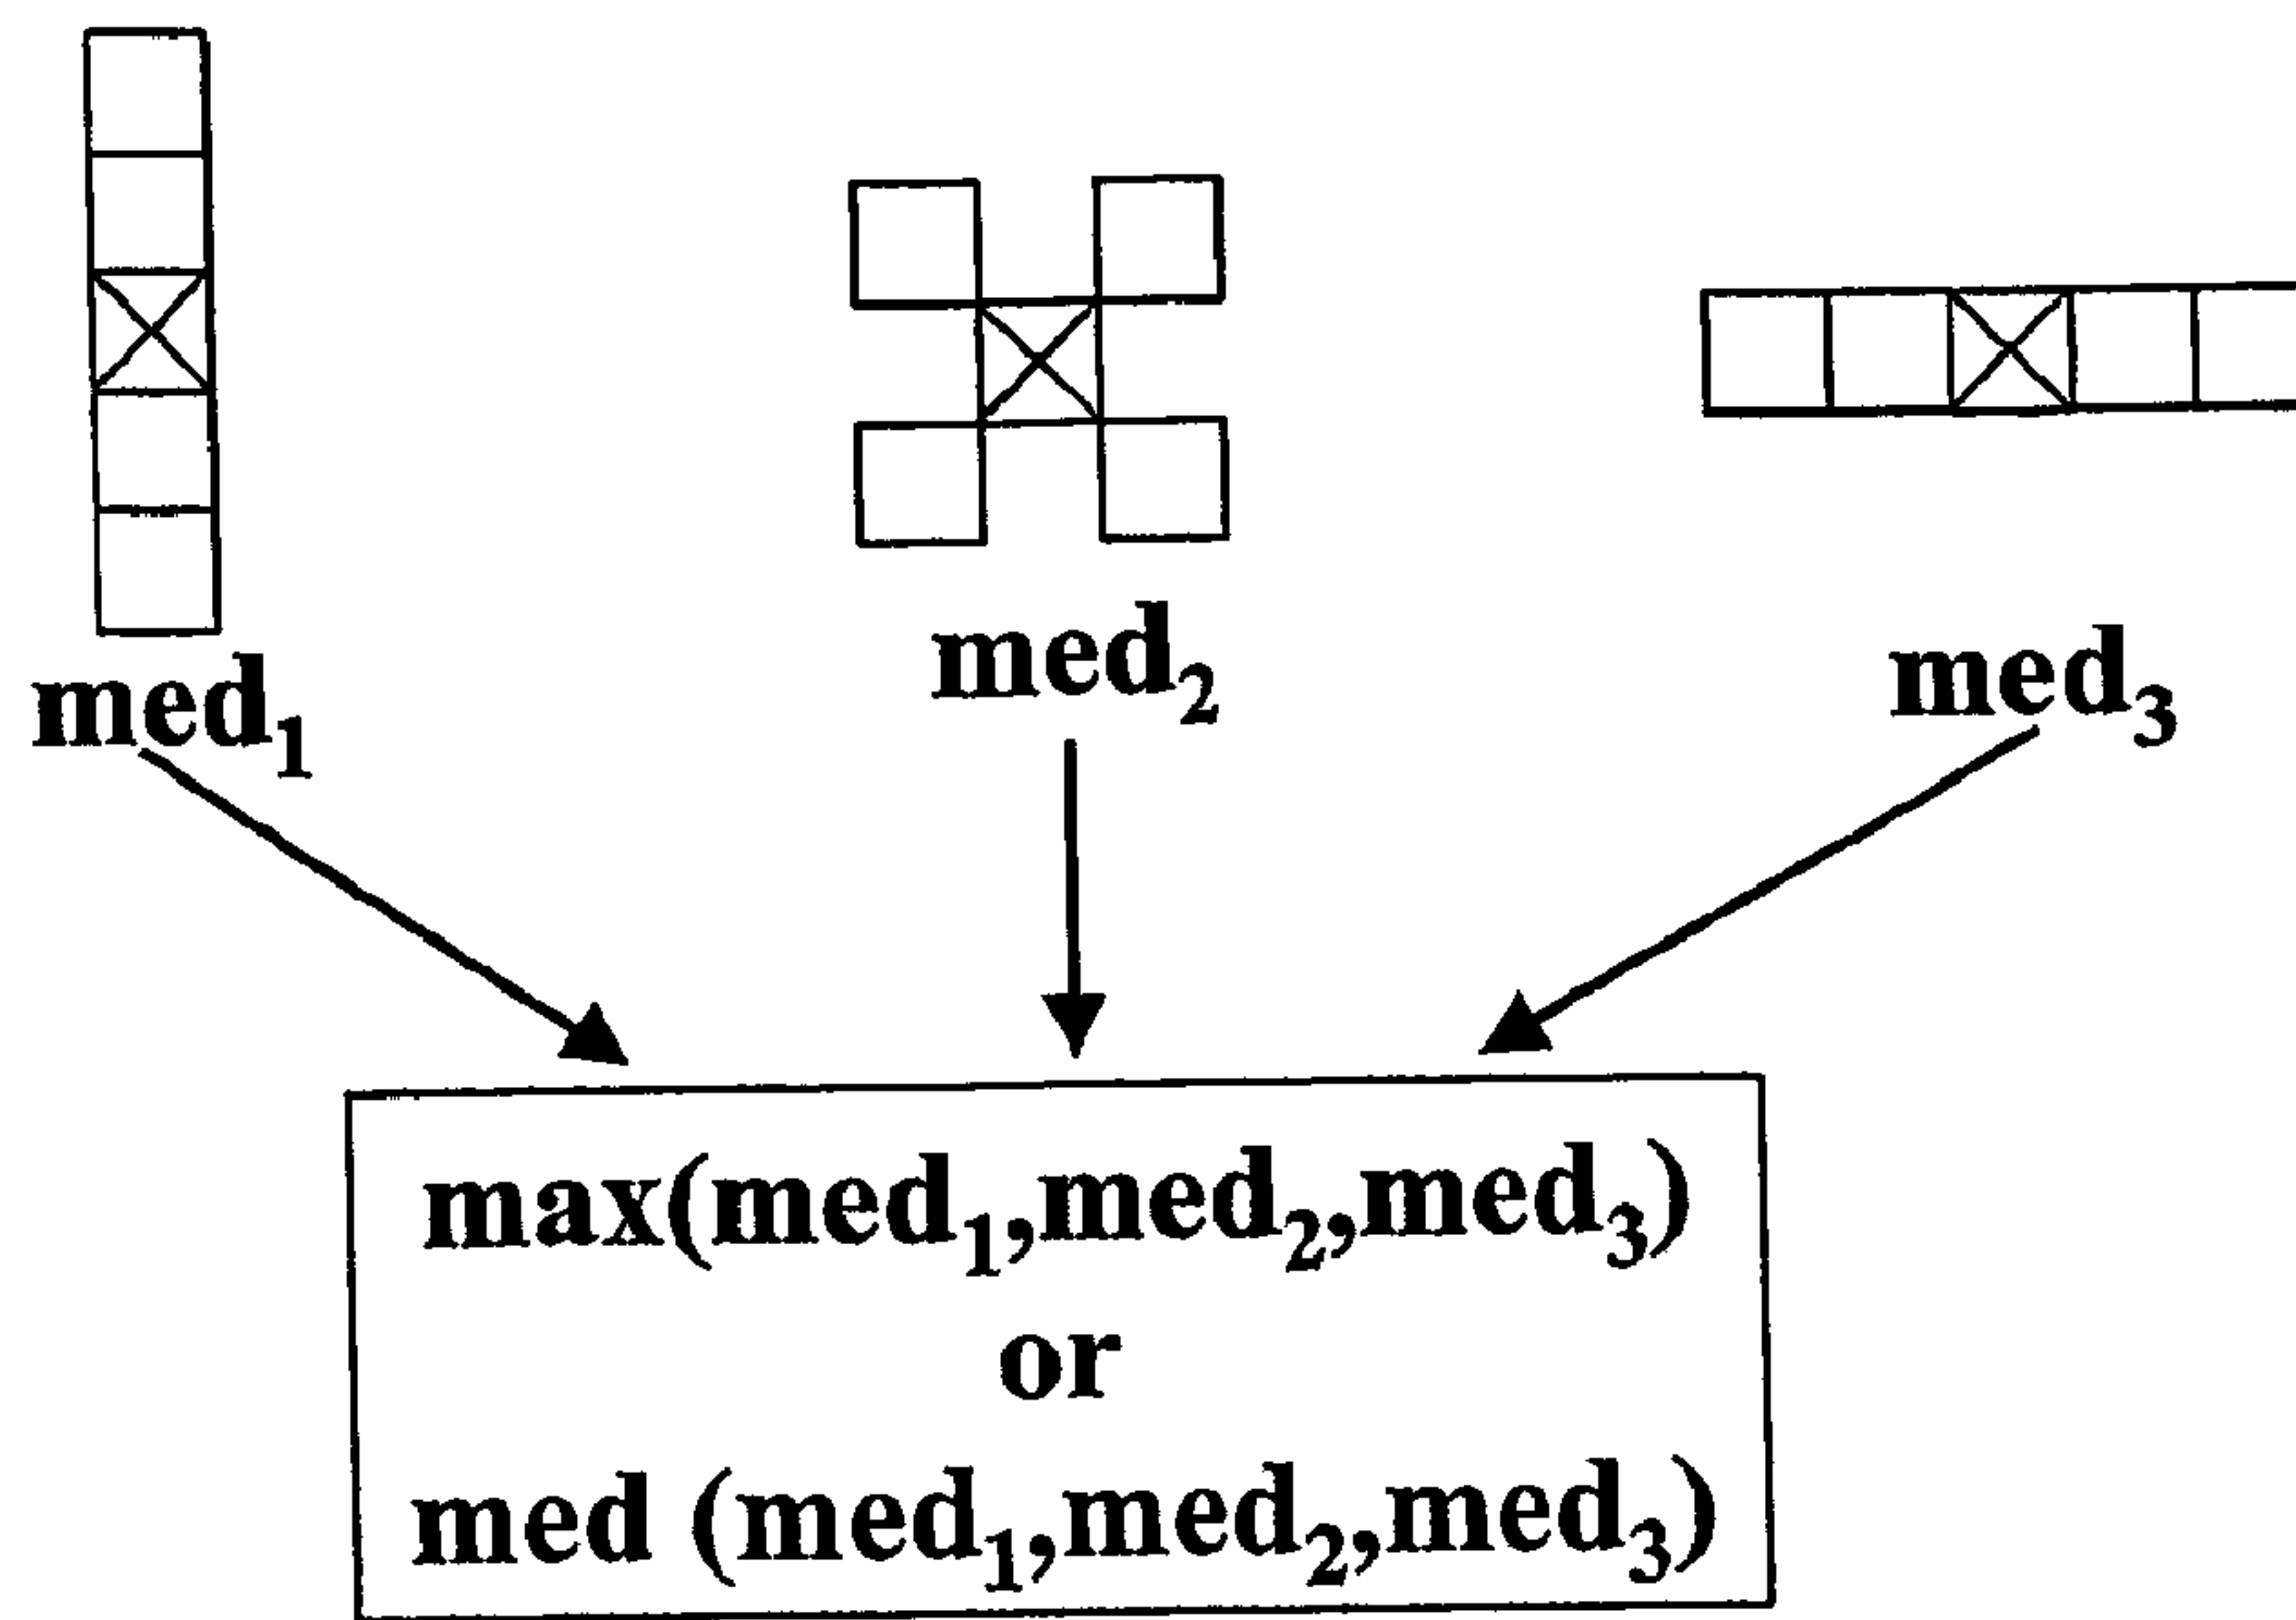 med₁
med₂
med₃
max(med₁,med₂,med₃)
or
med (med₁,med₂,med₃)